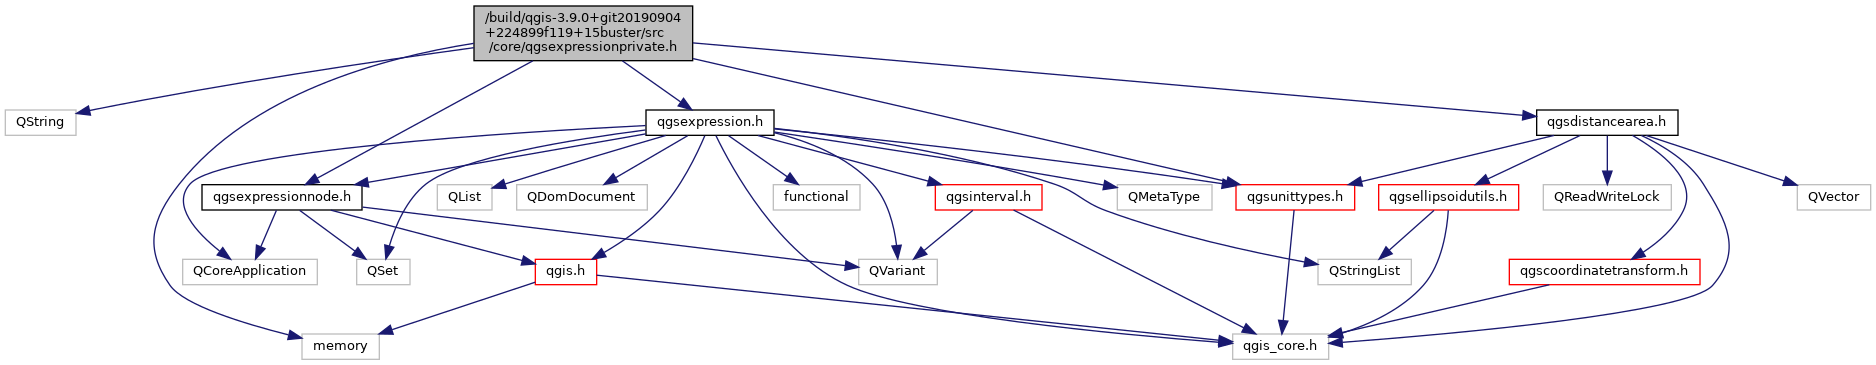 /build/qgis-3.9.0+git20190904
+224899f119+15buster/src
/core/qgsexpressionprivate.h
QString
qgsexpression.h
qgsdistancearea.h
qgsexpressionnode.h
QList
QDomDocument
functional
qgsinterval.h
QMetaType
qgsunittypes.h
qgsellipsoidutils.h
QReadWriteLock
QVector
QCoreApplication
QSet
qgis.h
QVariant
QStringList
qgscoordinatetransform.h
memory
qgis_core.h